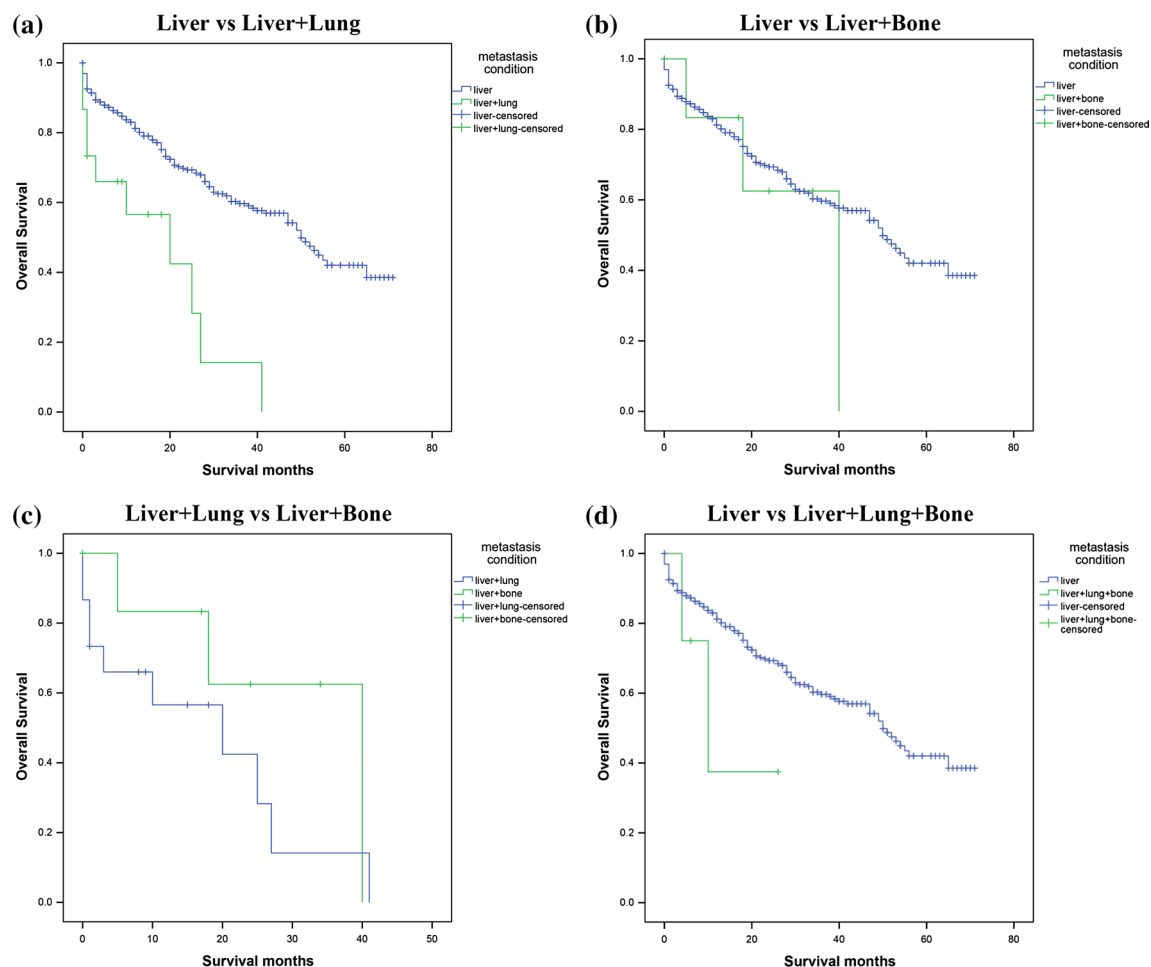 (a) Liver vs Liver+Lung
metastasis
condition
liver
liver+lung
liver-censored
liver+lung-censored
Overall Survival
1.0
0.8
0.6
0.4
0.2
0.0
0 20 40 60 80
Survival months
(b) Liver vs Liver+Bone
metastasis
condition
liver
liver+bone
liver-censored
liver+bone-censored
Overall Survival
1.0
0.8
0.6
0.4
0.2
0.0
0 20 40 60 80
Survival months
(c) Liver+Lung vs Liver+Bone
metastasis
condition
liver+lung
liver+bone
liver+lung-censored
liver+bone-censored
Overall Survival
1.0
0.8
0.6
0.4
0.2
0.0
0 10 20 30 40 50
Survival months
(d) Liver vs Liver+Lung+Bone
metastasis
condition
liver
liver+lung+bone
liver-censored
liver+lung+bone-
censored
Overall Survival
1.0
0.8
0.6
0.4
0.2
0.0
0 20 40 60 80
Survival months